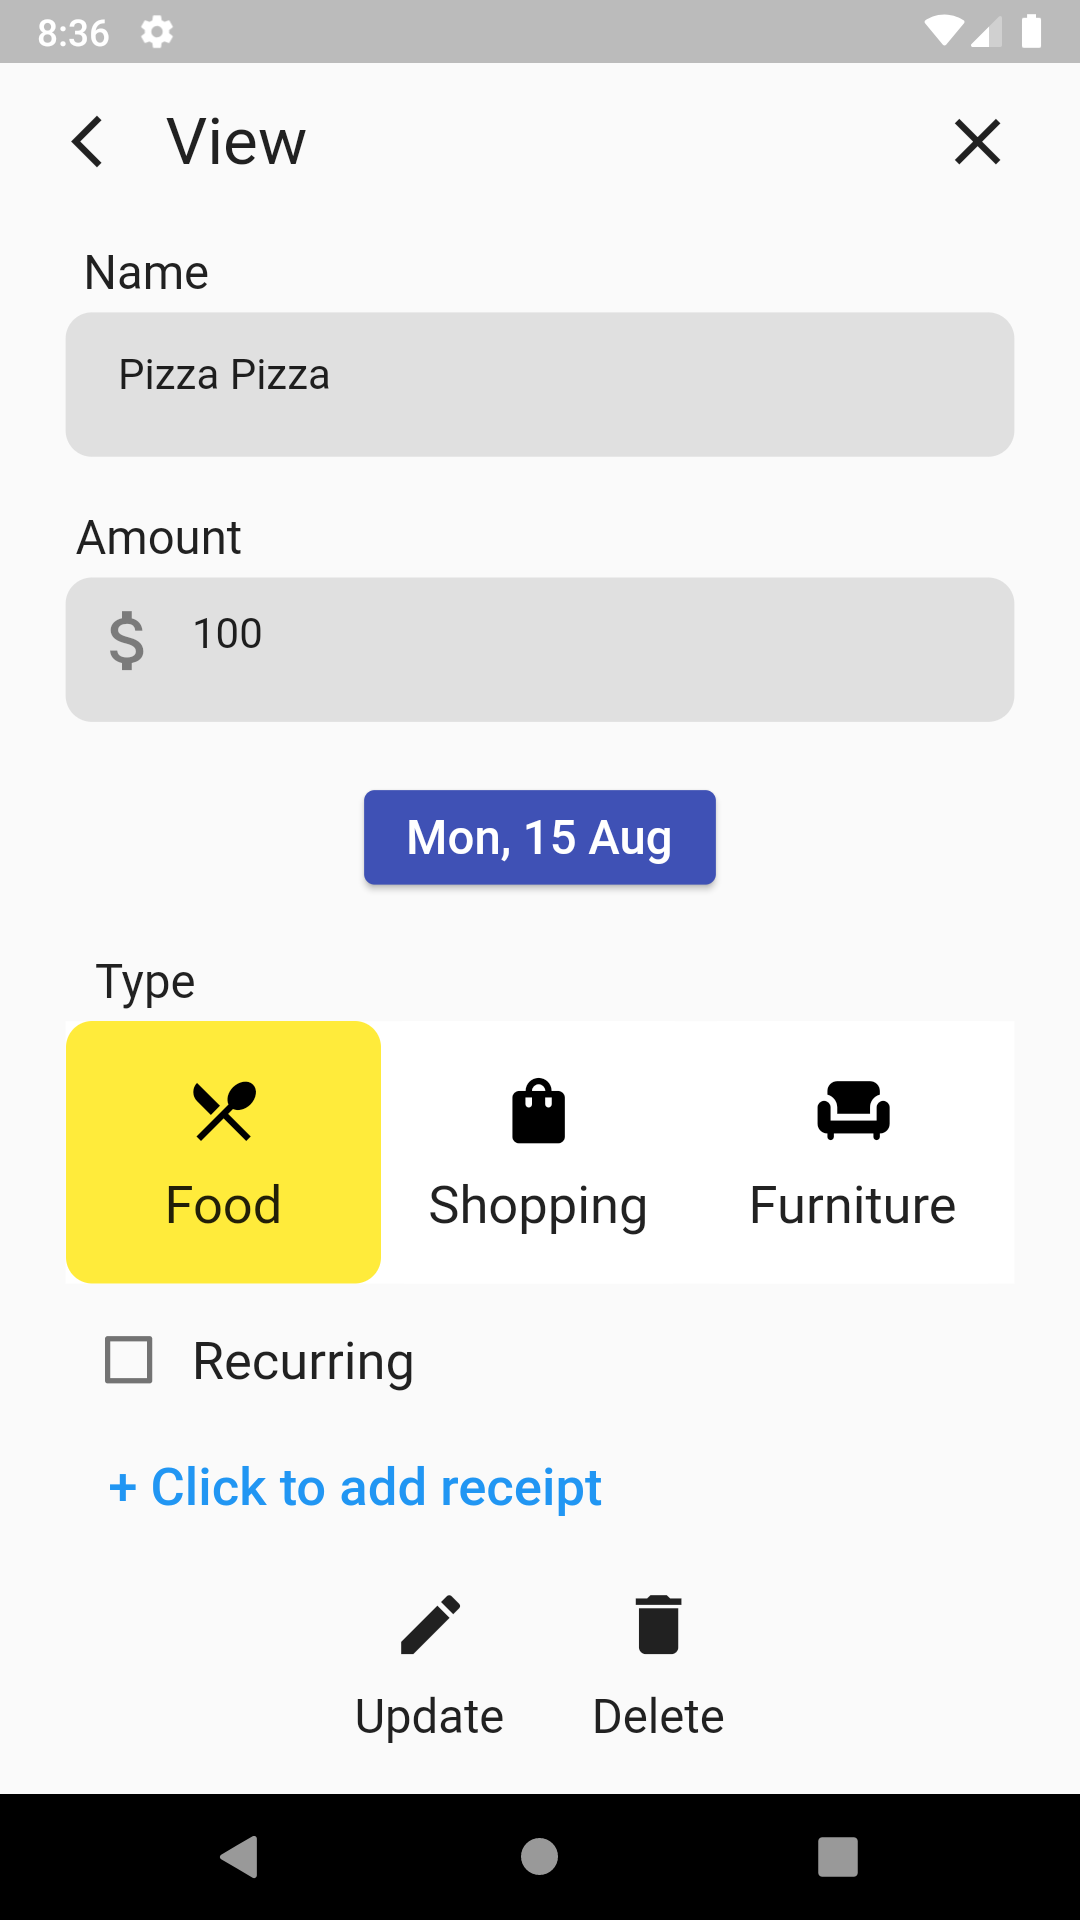 8:36
View
Name
Pizza Pizza
Amount
$ 100
Mon, 15 Aug
Type
Food Shopping Furniture
Recurring
+ Click to add receipt
Update Delete